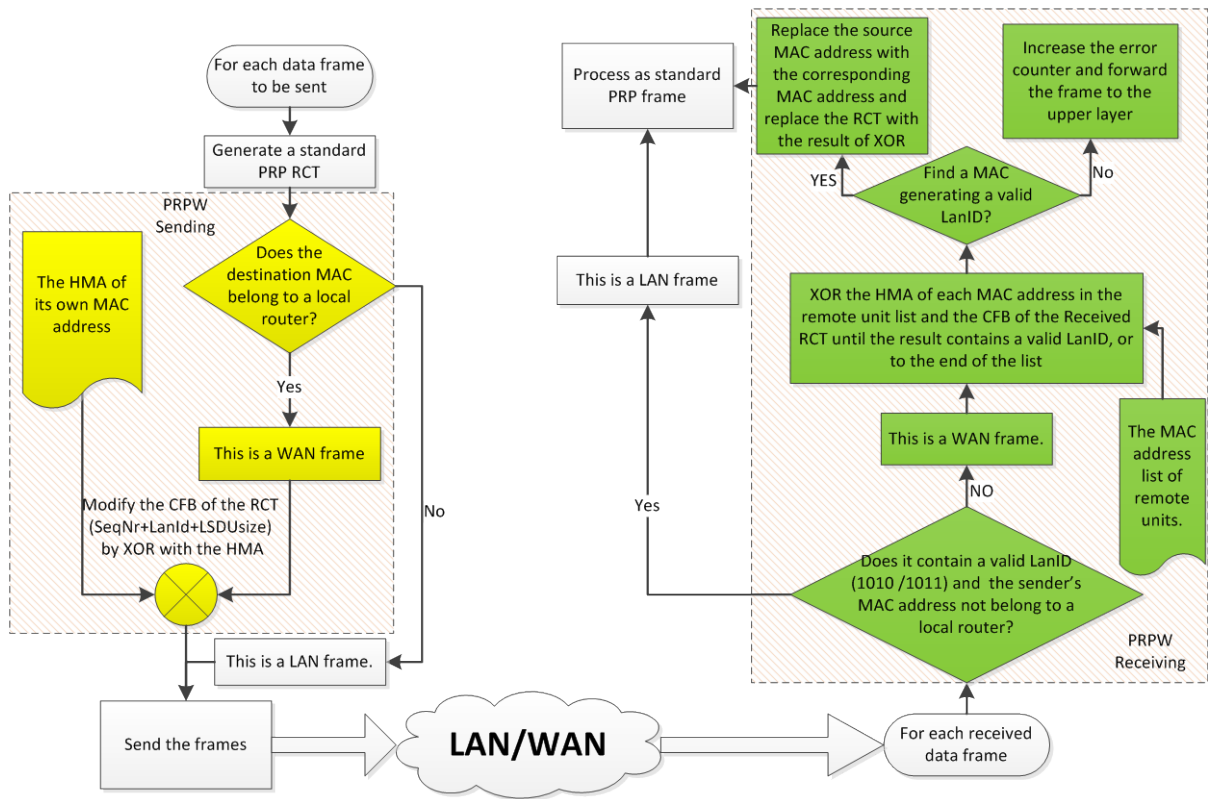 For each data frame
to be sent
Generate a standard
PRP RCT
PRPW
Sending
The HMA of
its own MAC
address
Does the
destination MAC
belong to a local
router?
Yes
No
This is a WAN frame
Modify the CFB of the RCT
(SeqNr+LanId+LSDUsize)
by XOR with the HMA
This is a LAN frame.
Send the frames
LAN/WAN
For each received
data frame
Does it contain a valid LanID
(1010 /1011) and the sender's
MAC address not belong to a
local router?
PRPW
Receiving
Yes
NO
This is a WAN frame.
The MAC
address
list of
remote
units.
XOR the HMA of each MAC address in the
remote unit list and the CFB of the Received
RCT until the result contains a valid LanID, or
to the end of the list
Find a MAC
generating a valid
LanID?
YES
No
Replace the source
MAC address with
the corresponding
MAC address and
replace the RCT with
the result of XOR
Increase the error
counter and forward
the frame to the
upper layer
This is a LAN frame
Process as standard
PRP frame